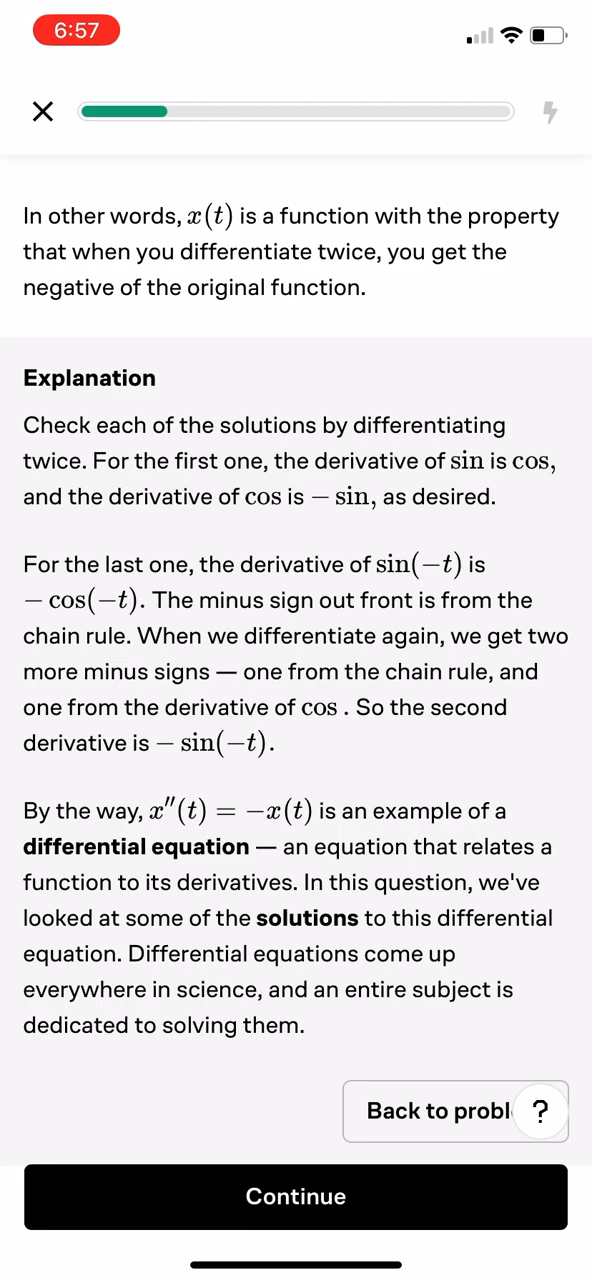 6:57
In other words, x(t) is a function with the property
that when you differentiate twice, you get the
negative of the original function.
Explanation
Check each of the solutions by differentiating
twice. For the first one, the derivative of sin is cos,
and the derivative of cos is − sin, as desired.
For the last one, the derivative of sin(−t) is
− cos(−t). The minus sign out front is from the
chain rule. When we differentiate again, we get two
more minus signs — one from the chain rule, and
one from the derivative of cos . So the second
derivative is − sin(−t).
By the way, x″(t) = −x(t) is an example of a
differential equation — an equation that relates a
function to its derivatives. In this question, we've
looked at some of the solutions to this differential
equation. Differential equations come up
everywhere in science, and an entire subject is
dedicated to solving them.
Back to probl ?
Continue